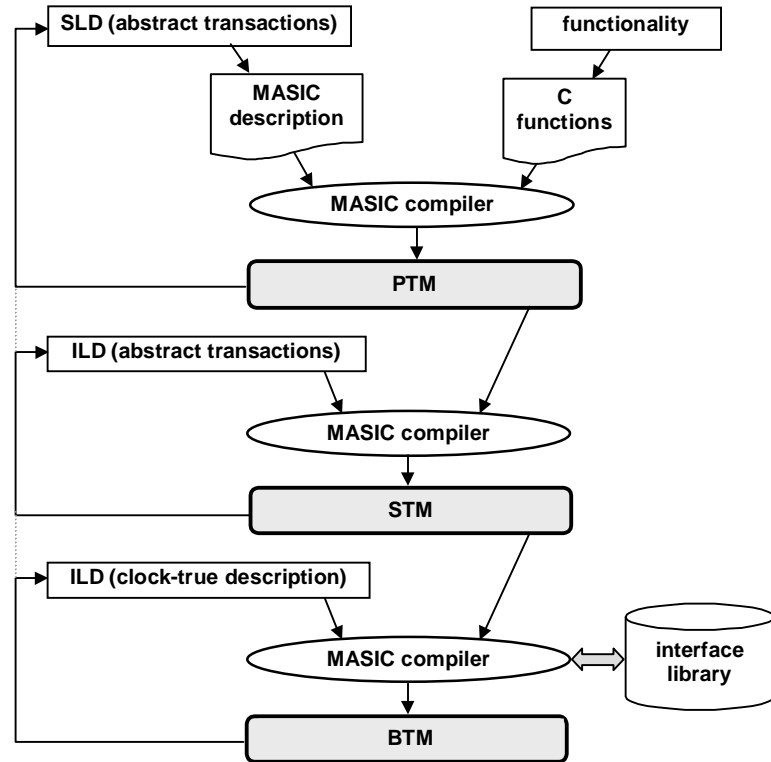 SLD (abstract transactions)
functionality
MASIC
description
C
functions
MASIC compiler
PTM
ILD (abstract transactions)
MASIC compiler
STM
ILD (clock-true description)
MASIC compiler
interface
library
BTM